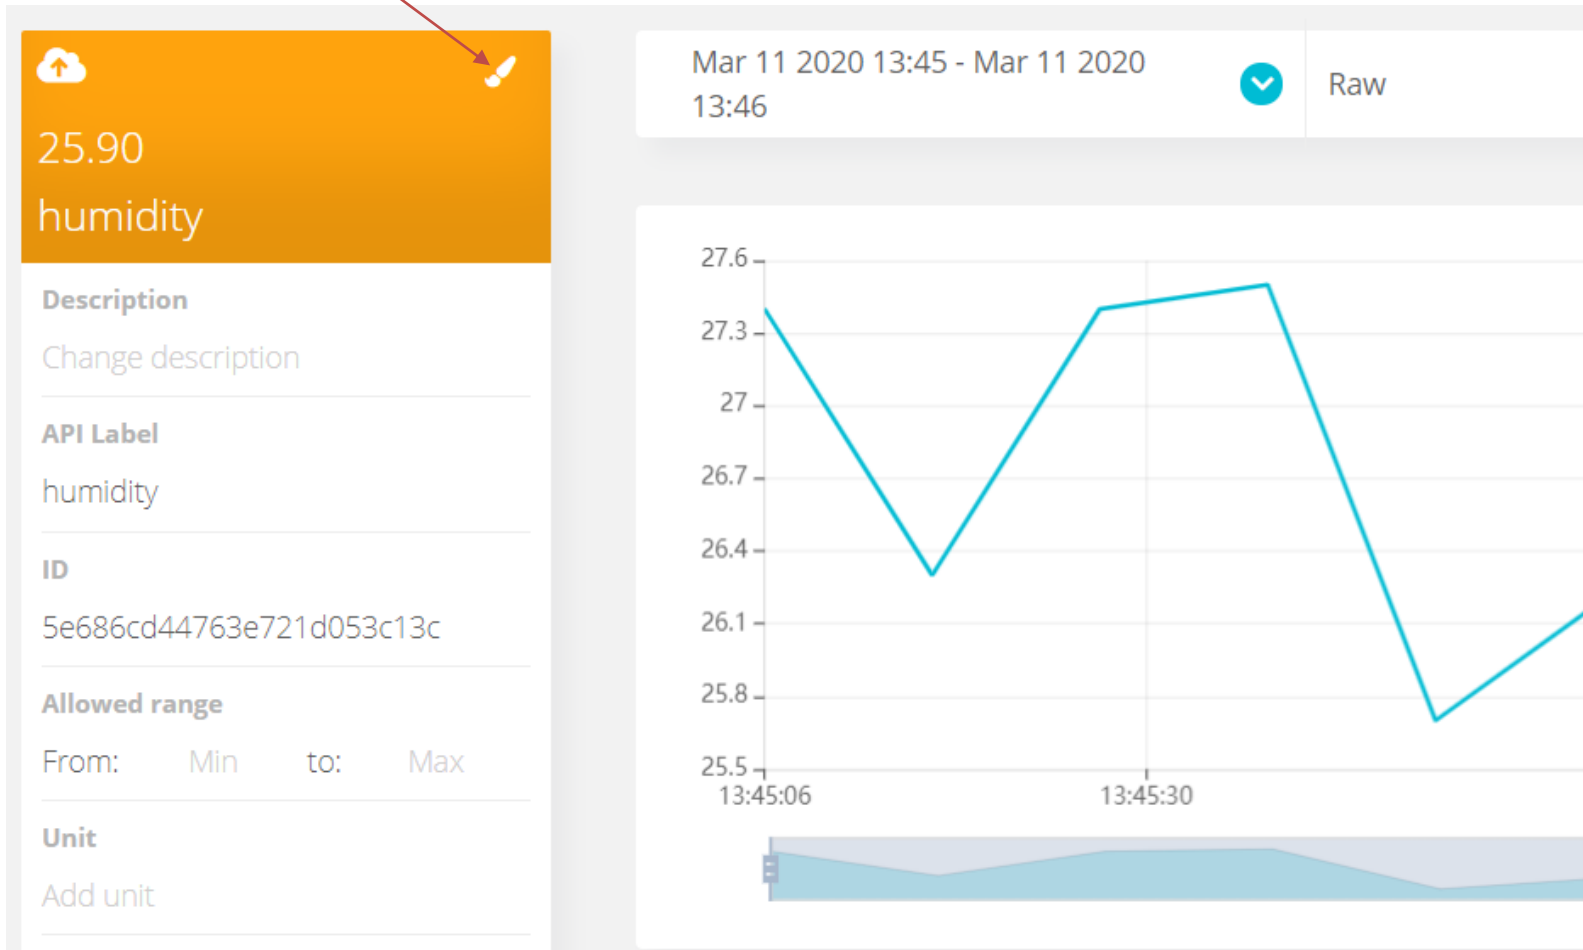 25.90
humidity
Description
Change description
API Label
humidity
ID
5e686cd44763e721d053c13c
Allowed range
From: Min to: Max
Unit
Add unit
Mar 11 2020 13:45 - Mar 11 2020
13:46
Raw
27.6
27.3
27
26.7
26.4
26.1
25.8
25.5
13:45:06 13:45:30